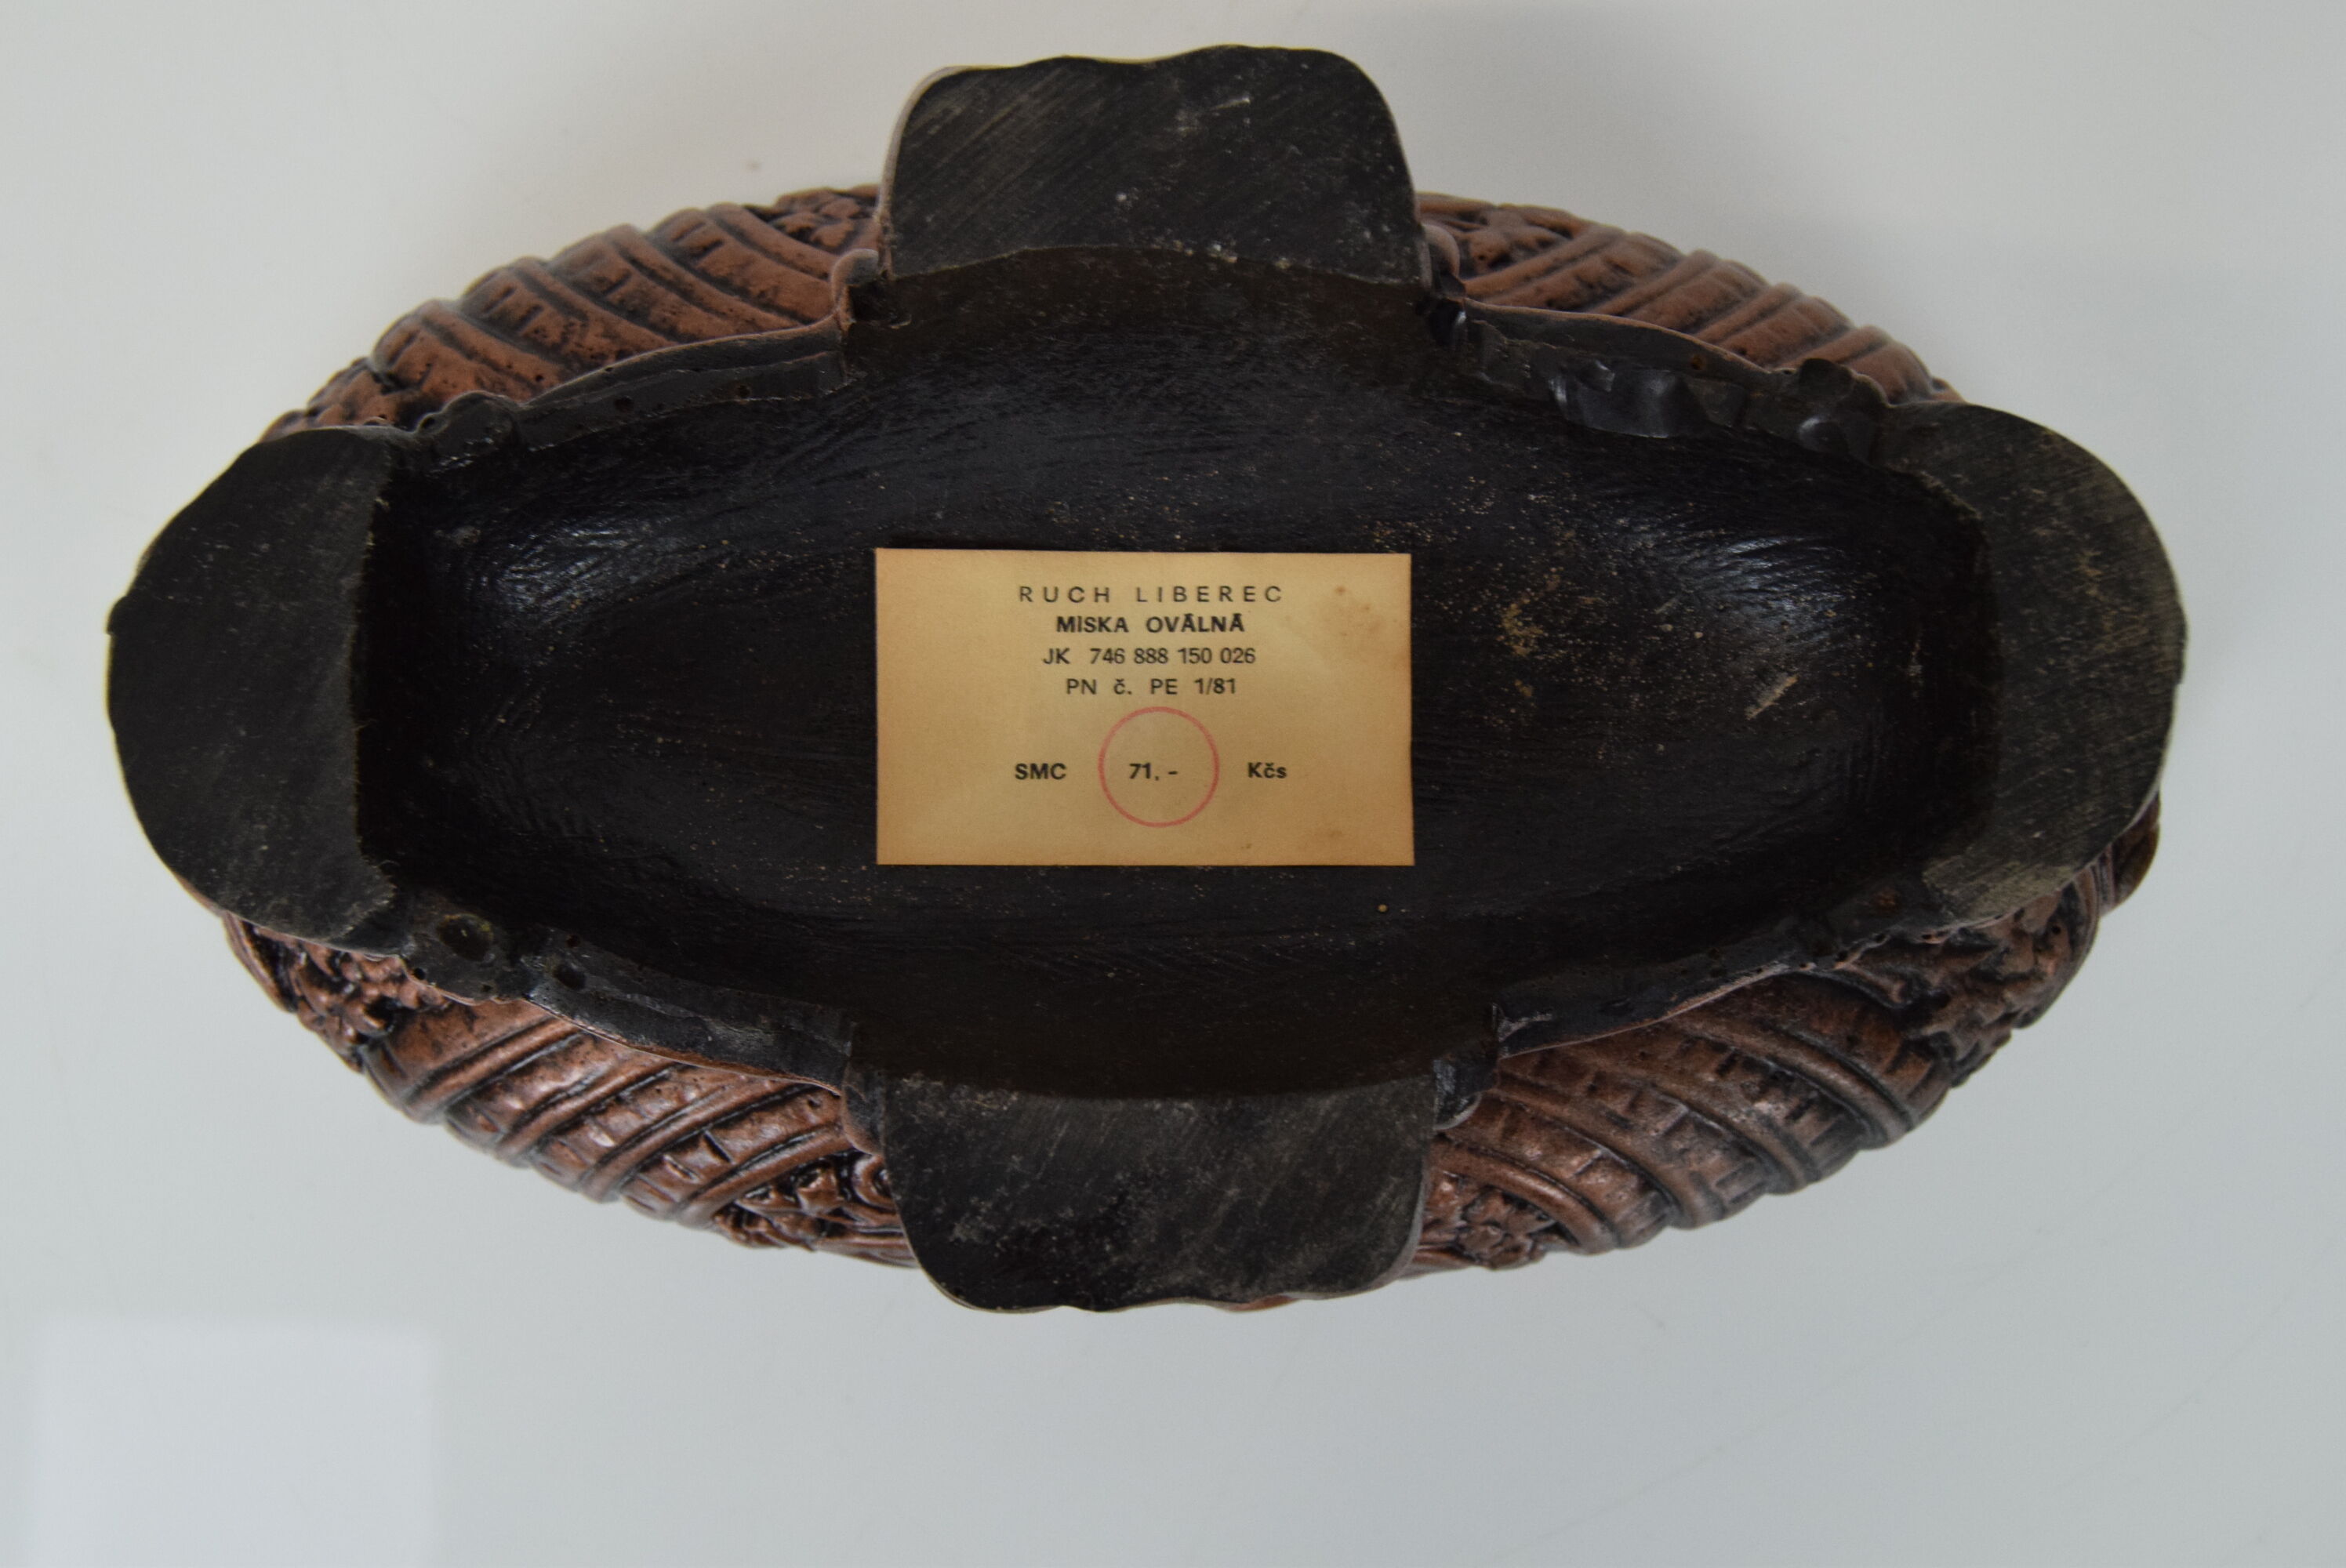 RUCH LIBEREC
MISKA OVÁLNÁ
JK 746 888 150 026
PN č. PE 1/81
SMC 71.- Kčs